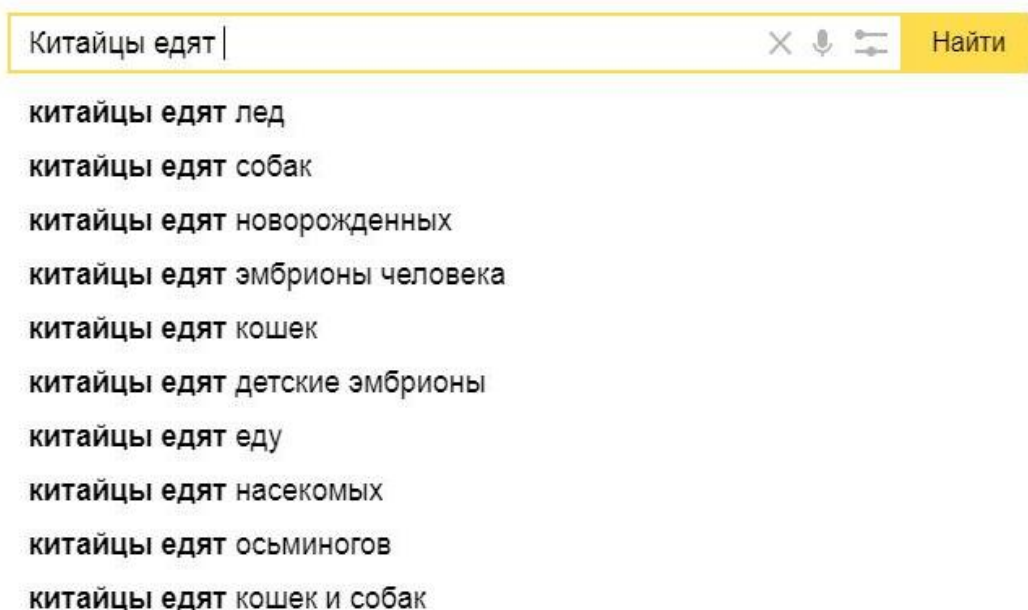 Китайцы едят Найти
китайцы едят лед
китайцы едят собак
китайцы едят новорожденных
китайцы едят эмбрионы человека
китайцы едят кошек
китайцы едят детские эмбрионы
китайцы едят еду
китайцы едят насекомых
китайцы едят осьминогов
китайцы едят кошек и собак